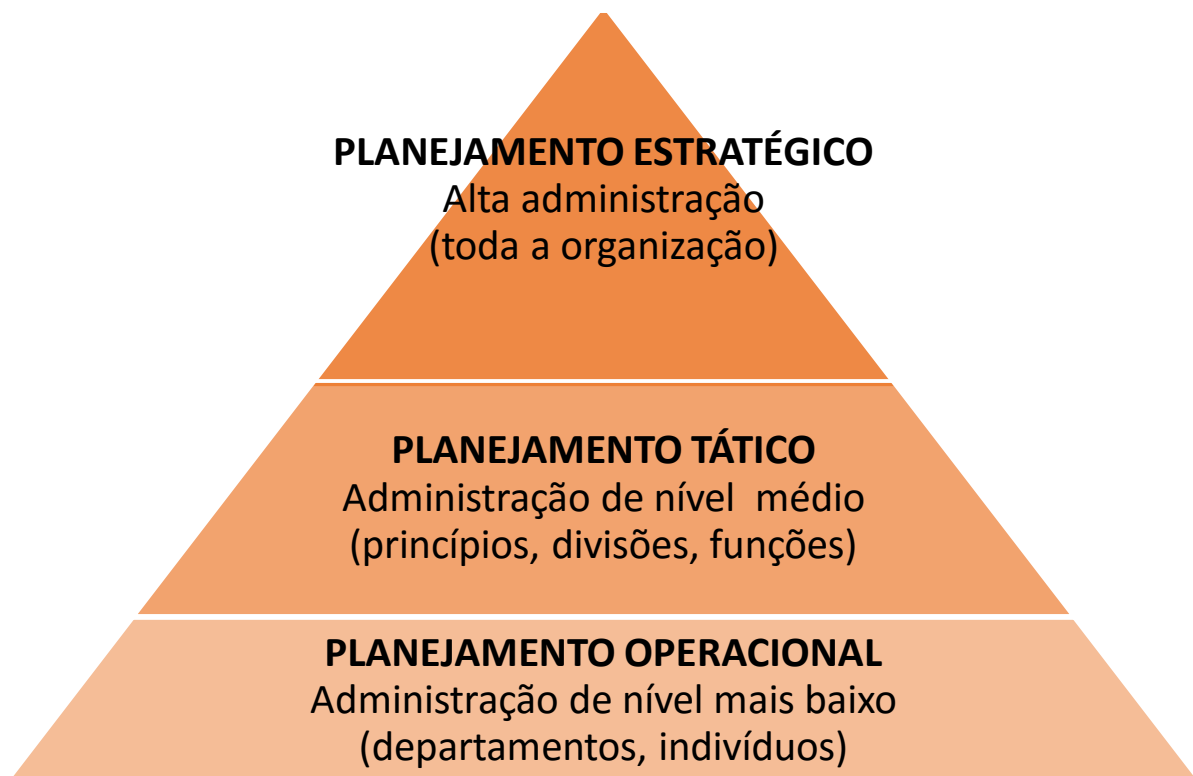 PLANEJAMENTO ESTRATÉGICO
Alta administração
(toda a organização)
PLANEJAMENTO TÁTICO
Administração de nível  médio
(princípios, divisões, funções)
PLANEJAMENTO OPERACIONAL
Administração de nível mais baixo
(departamentos, indivíduos)